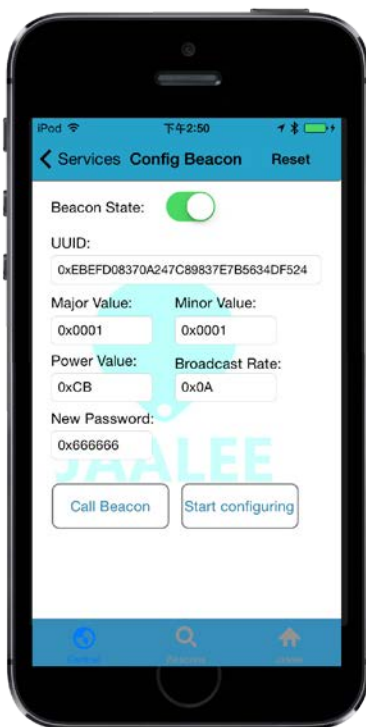 iPod 下午2:50
Services Config Beacon Reset
Beacon State:
UUID:
0xEBEFD08370A247C89837E7B5634DF524
Major Value: Minor Value:
0x0001 0x0001
Power Value: Broadcast Rate:
0xCB 0x0A
New Password:
0x666666
JAALEE
Call Beacon Start configuring
Central